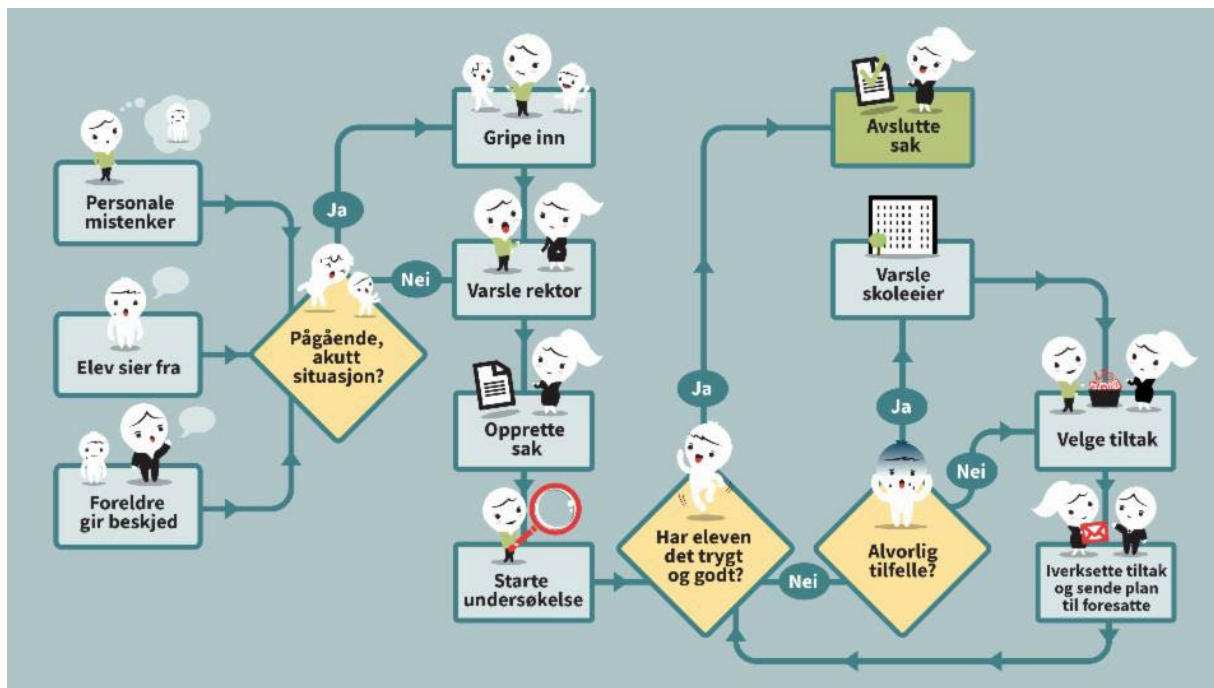 Personale
mistenker
Elev sier fra
Foreldre
gir beskjed
Pågående,
akutt
situasjon?
Ja
Nei
Gripe inn
Varsle rektor
Opprette
sak
Starte
undersøkelse
Har eleven
det trygt
og godt?
Ja
Nei
Avslutte
sak
Alvorlig
tilfelle?
Ja
Nei
Varsle
skoleeier
Velge tiltak
Iverksette tiltak
og sende plan
til foresatte